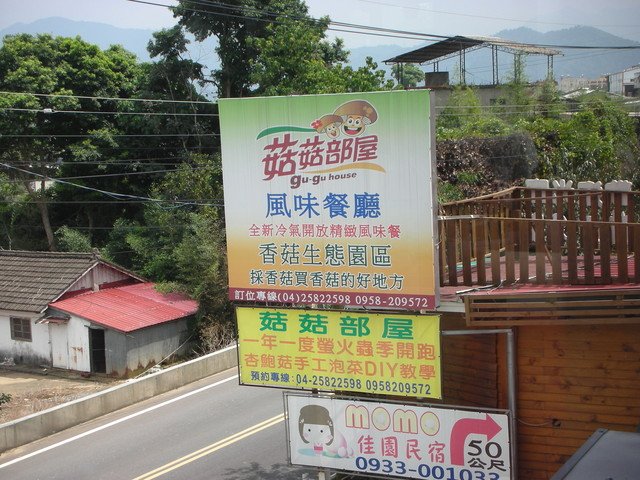 菇菇部屋
gu-gu house
風味餐廳
全新冷氣開放精緻風味餐
香菇生態園區
採香菇買香菇的好地方
訂位專線(04)25822598 0958-209572
菇菇部屋
一年一度螢火蟲季開跑
杏鮑菇手工泡菜DIY教學
預約專線:04-25822598 0958209572
momo
佳園民宿
50
公尺
0933-001033